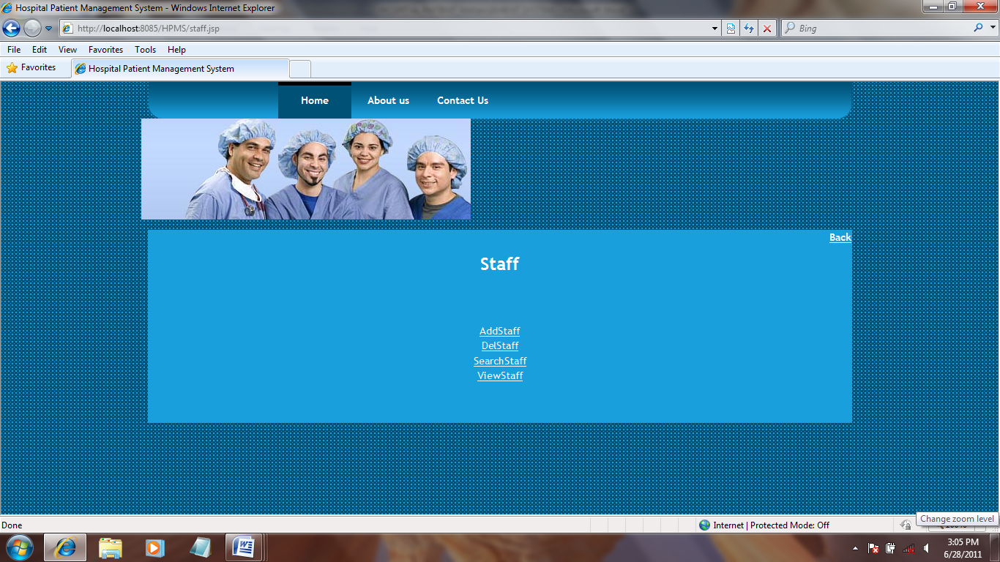 Hospital Patient Management System - Windows Internet Explorer
http://localhost:8085/HPMS/staff.jsp
Bing
File Edit View Favorites Tools Help
Favorites
Hospital Patient Management System
Home About us Contact Us
Back
Staff
AddStaff
DelStaff
SearchStaff
ViewStaff
Change zoom level
Done
Internet | Protected Mode: Off
3:05 PM
6/28/2011